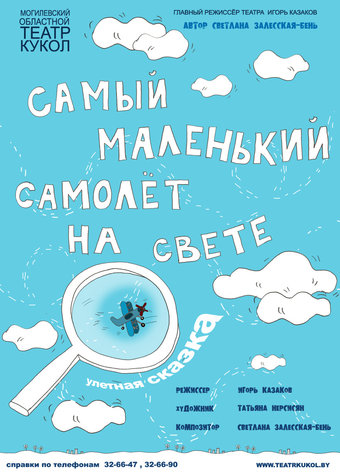 МОГИЛЕВСКИЙ
ОБЛАСТНОЙ
ТЕАТР
КУКОЛ
ГЛАВНЫЙ РЕЖИССЁР ТЕАТРА ИГОРЬ КАЗАКОВ
АВТОР СВЕТЛАНА ЗАЛЕССКАЯ-БЕНЬ
САМЫЙ
МАЛЕНЬКИЙ
САМОЛЁТ
НА СВЕТЕ
улетная сказка
РЕЖИССЕР ИГОРЬ КАЗАКОВ
ХУДОЖНИК ТАТЬЯНА НЕРСИСЯН
КОМПОЗИТОР СВЕТЛАНА ЗАЛЕССКАЯ-БЕНЬ
справки по телефонам 32-66-47 , 32-66-90
WWW.TEATRKUKOL.BY